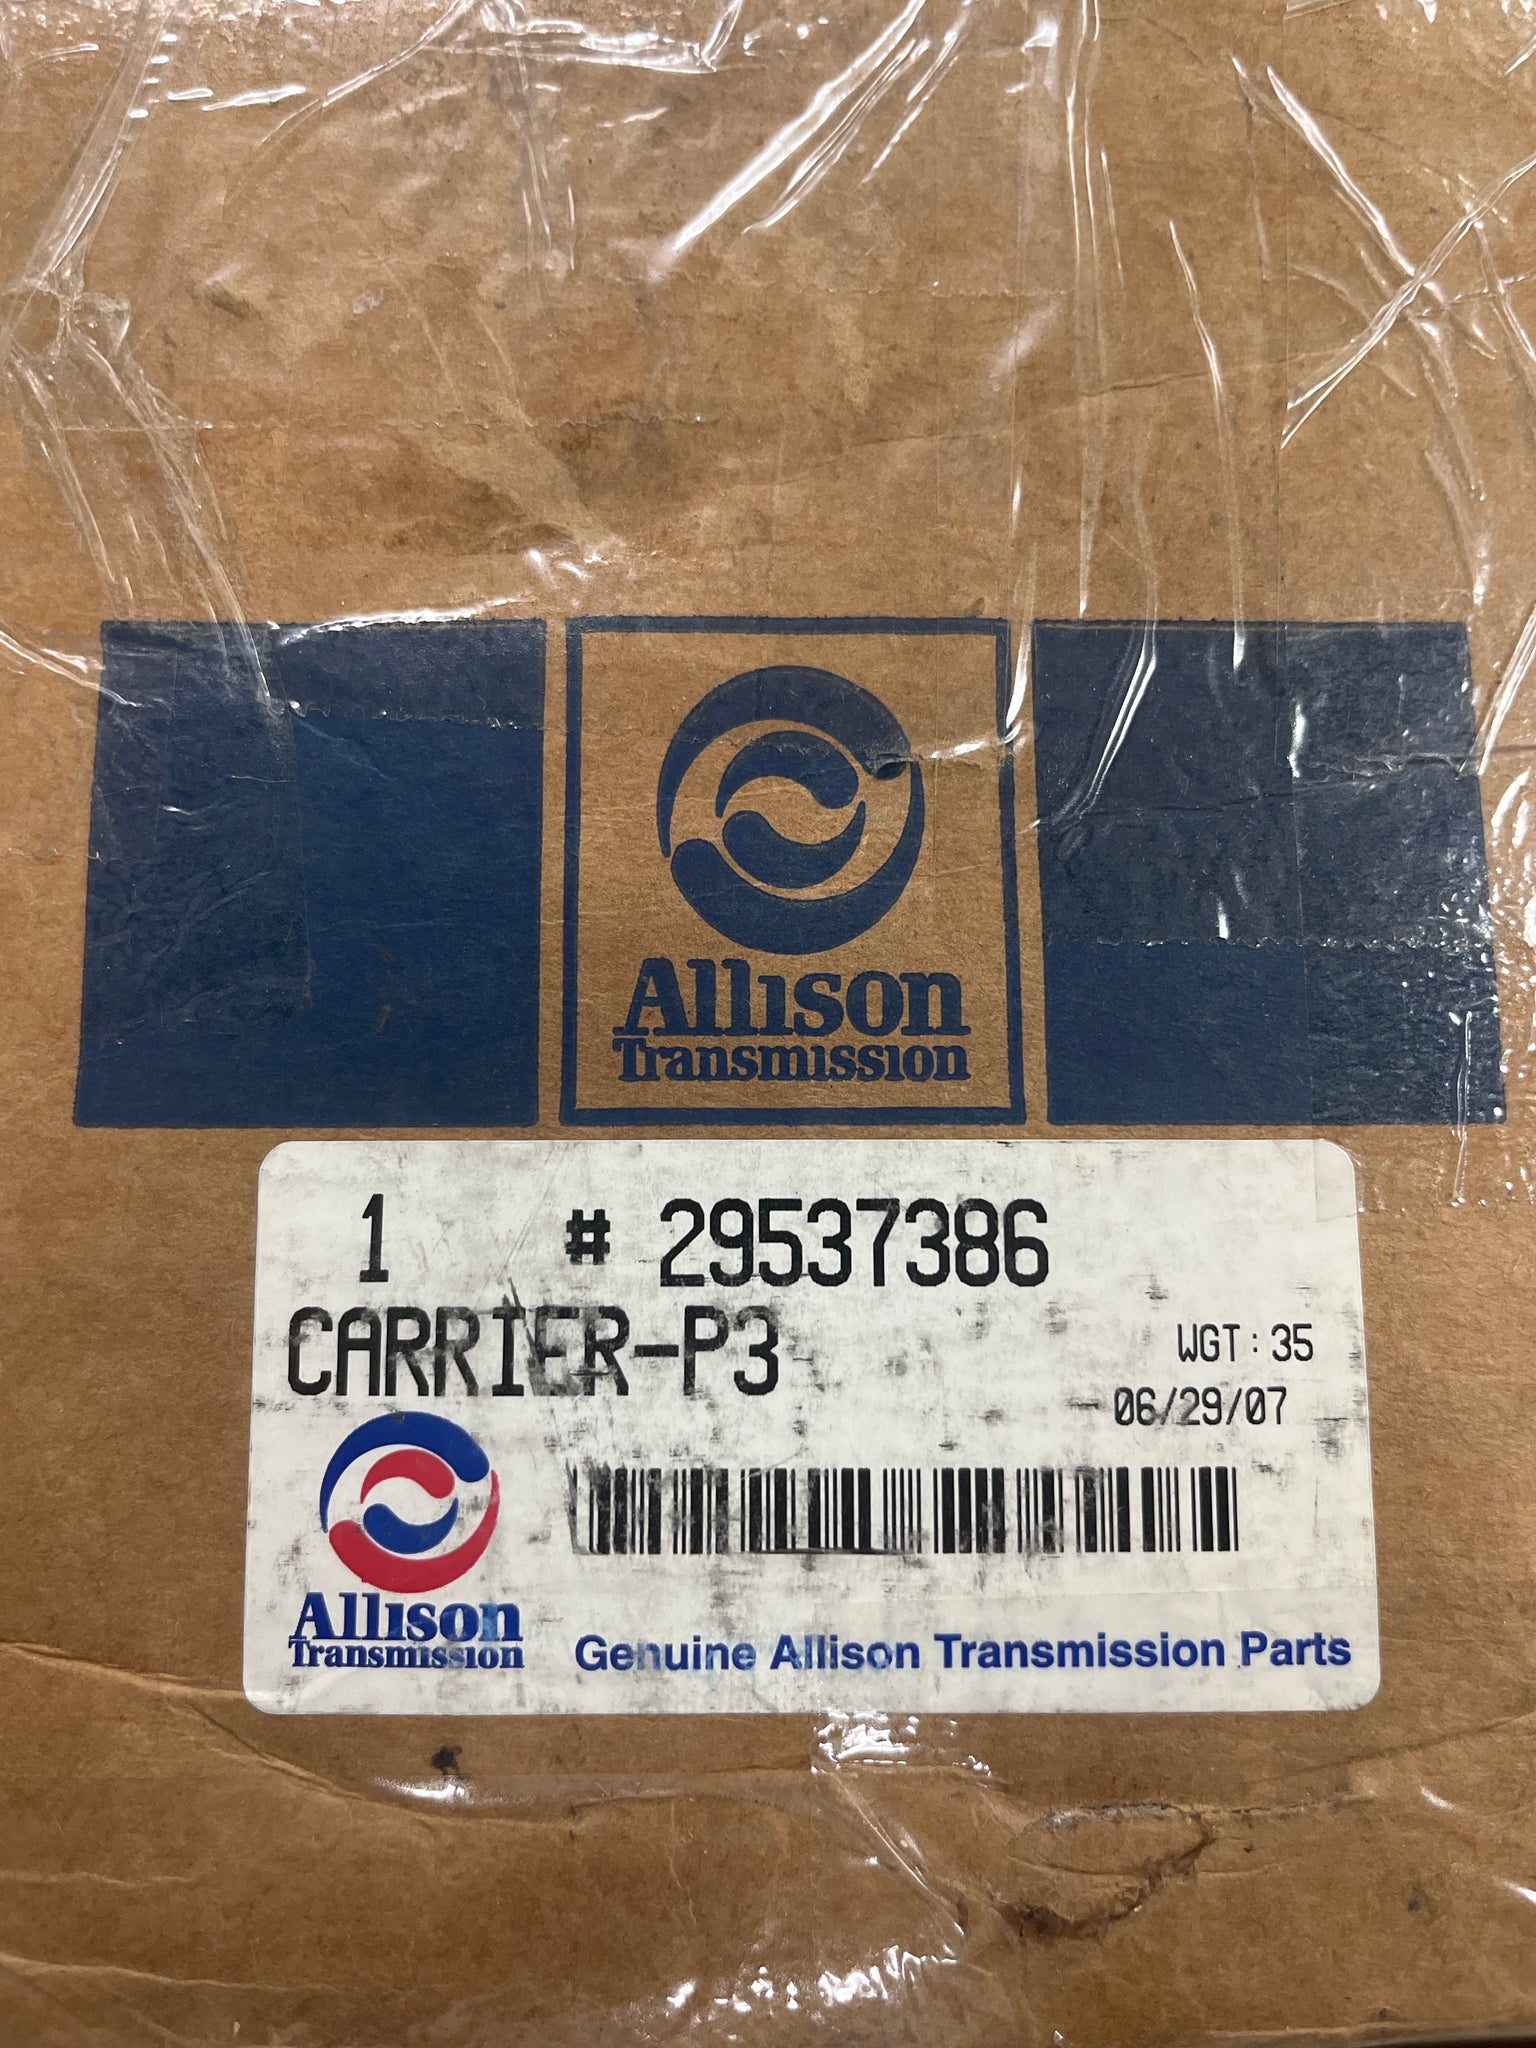 Allison
Transmission
1 # 29537386
CARRIER-P3
WGT: 35
06/29/07
Allison
Transmission
Genuine Allison Transmission Parts